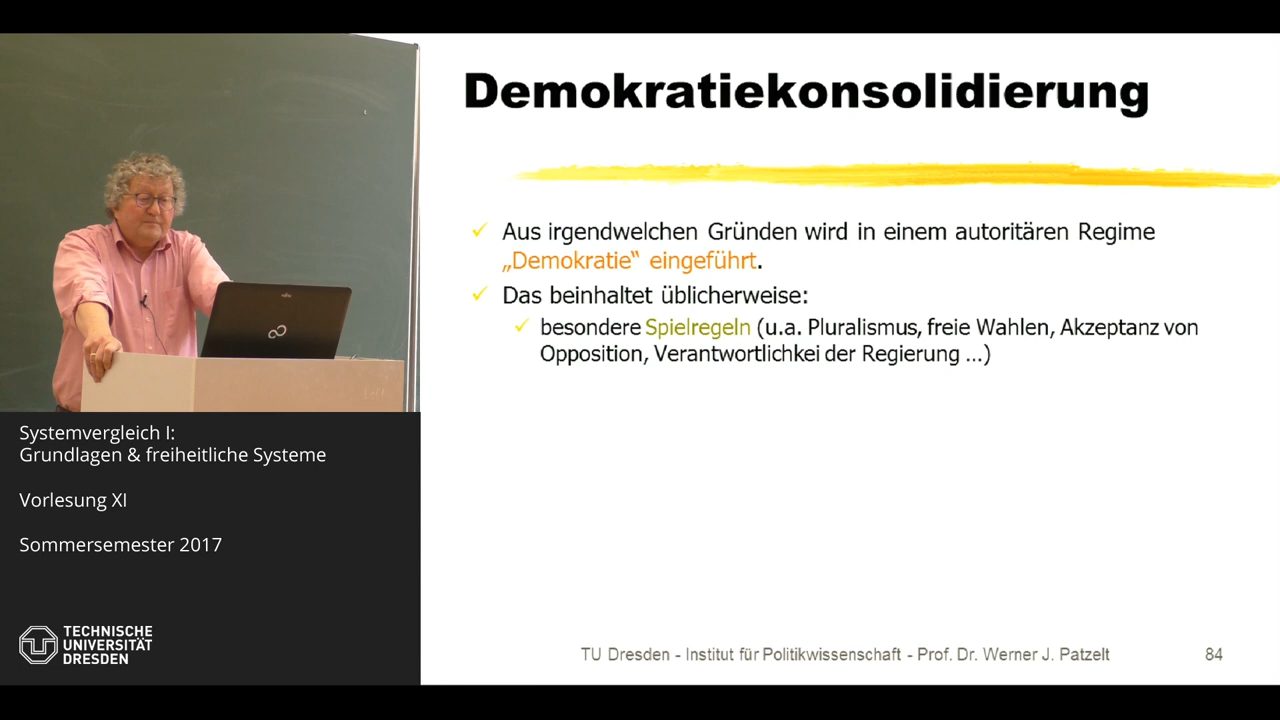 Demokratiekonsolidierung
Aus irgendwelchen Gründen wird in einem autoritären Regime
„Demokratie“ eingeführt.
Das beinhaltet üblicherweise:
besondere Spielregeln (u.a. Pluralismus, freie Wahlen, Akzeptanz von
Opposition, Verantwortlichkei der Regierung ...)
Systemvergleich I:
Grundlagen & freiheitliche Systeme
Vorlesung XI
Sommersemester 2017
TECHNISCHE
UNIVERSITÄT
DRESDEN
TU Dresden - Institut für Politikwissenschaft - Prof. Dr. Werner J. Patzelt
84